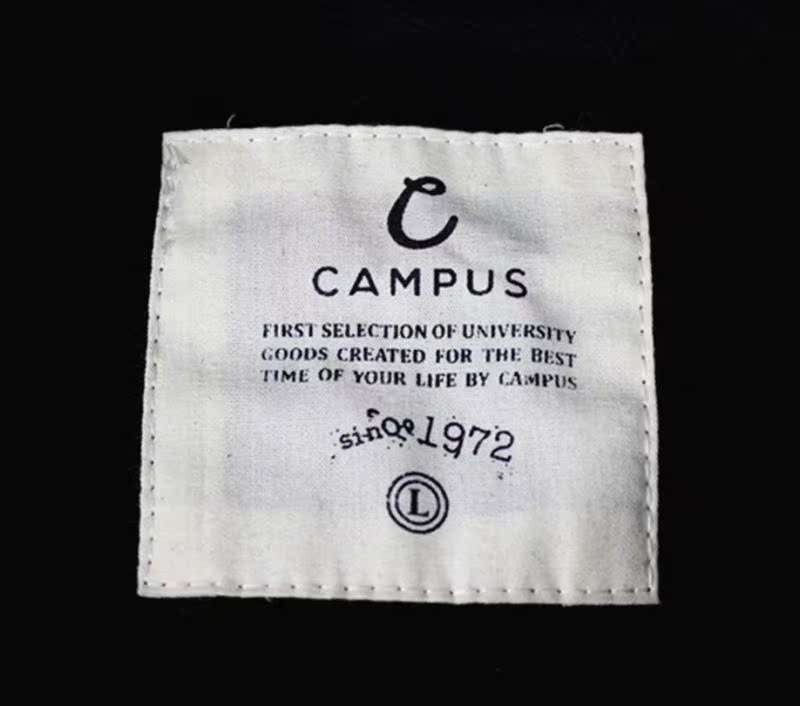 C
CAMPUS
FIRST SELECTION OF UNIVERSITY
GOODS CREATED FOR THE BEST
TIME OF YOUR LIFE BY CAMPUS
since 1972
L